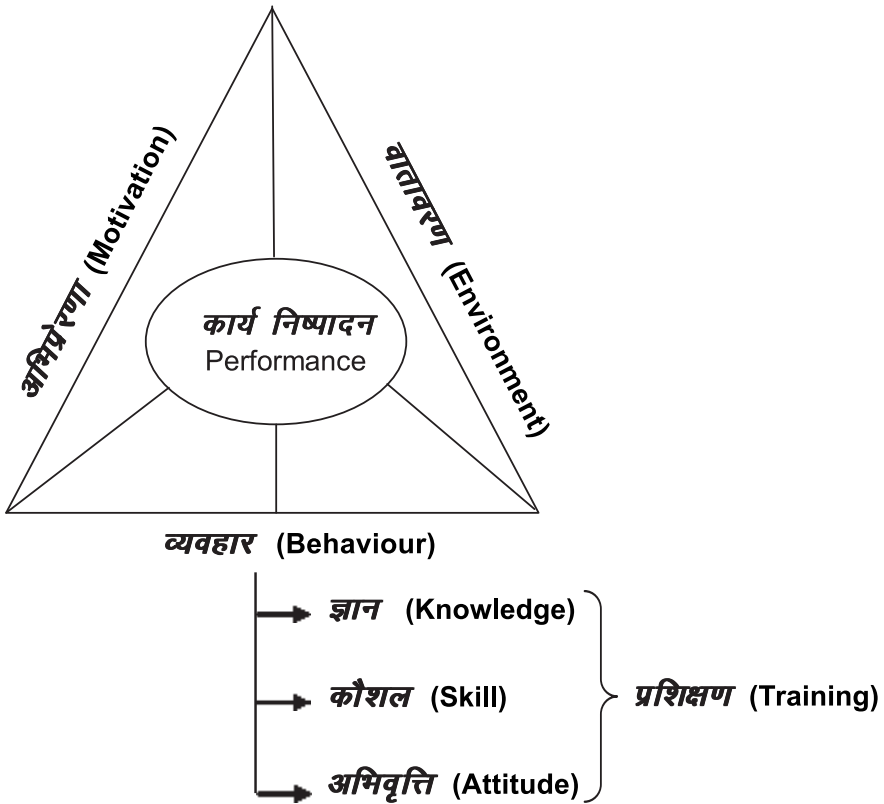 अभिप्रेरणा (Motivation)
वातावरण (Environment)
कार्य निष्पादन
Performance
व्यवहार (Behaviour)
ज्ञान (Knowledge)
कौशल (Skill)
प्रशिक्षण (Training)
अभिवृत्ति (Attitude)